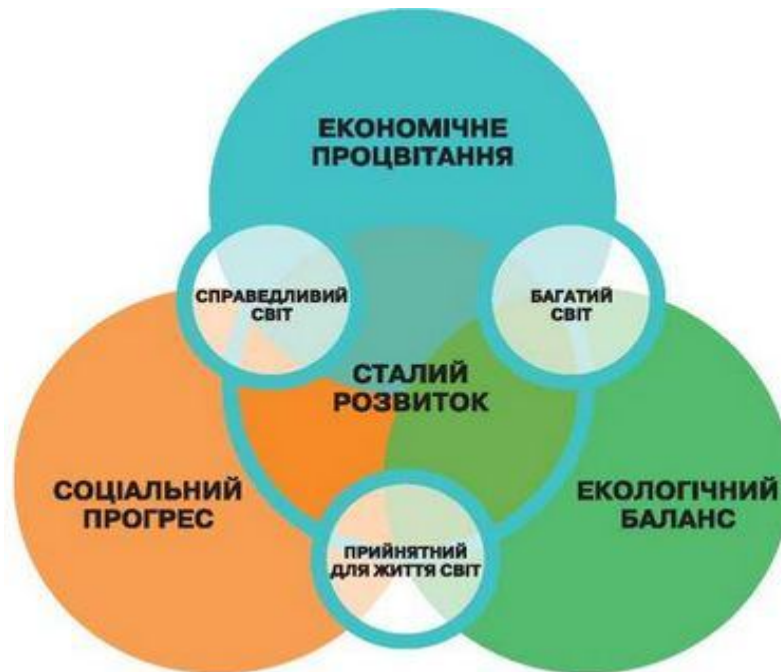 ЕКОНОМІЧНЕ
ПРОЦВІТАННЯ
СПРАВЕДЛИВИЙ
СВІТ
БАГАТИЙ
СВІТ
СТАЛИЙ
РОЗВИТОК
СОЦІАЛЬНИЙ
ПРОГРЕС
ЕКОЛОГІЧНИЙ
БАЛАНС
ПРИЙНЯТНИЙ
ДЛЯ ЖИТТЯ СВІТ